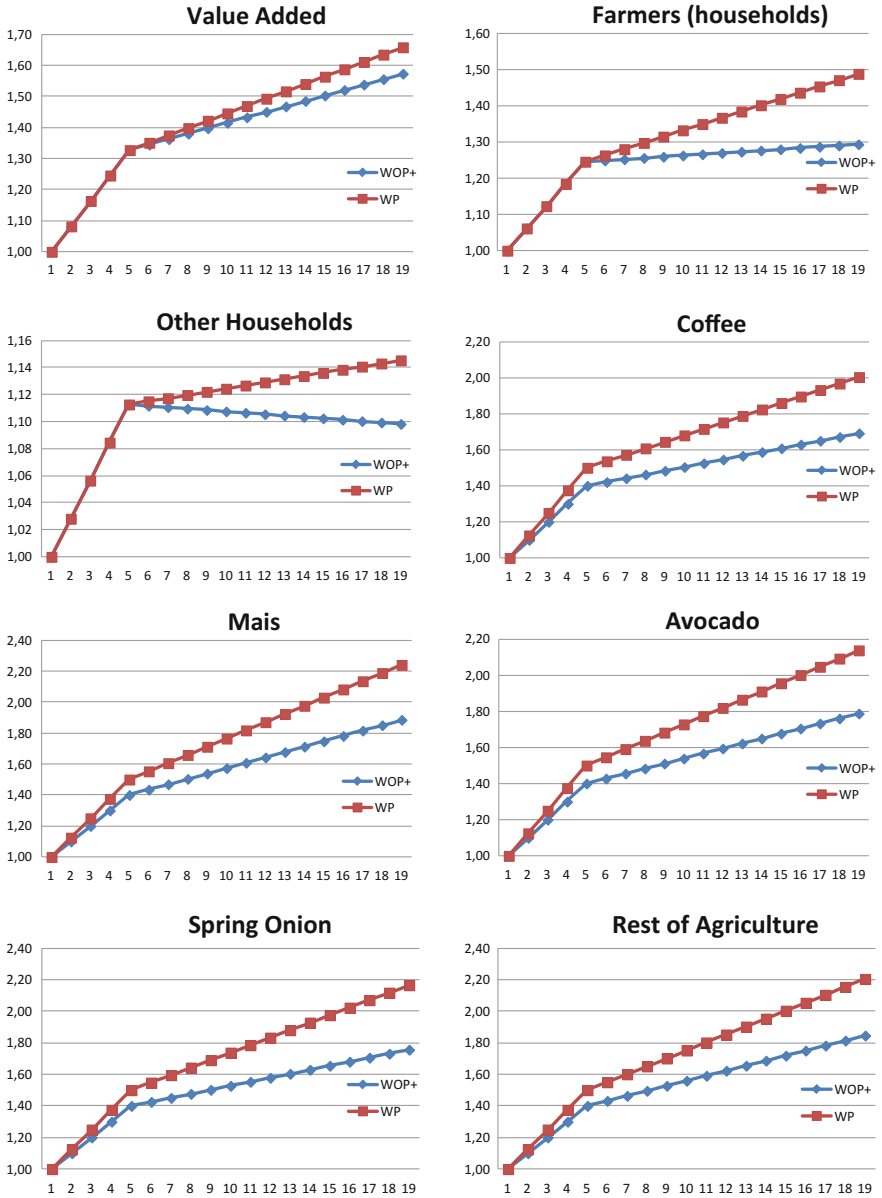 Value Added
1,70
1,60
1,50
1,40
1,30
1,20
1,10
1,00
1 2 3 4 5 6 7 8 9 10 11 12 13 14 15 16 17 18 19
WOP+
WP
Farmers (households)
1,60
1,50
1,40
1,30
1,20
1,10
1,00
1 2 3 4 5 6 7 8 9 10 11 12 13 14 15 16 17 18 19
WOP+
WP
Other Households
1,16
1,14
1,12
1,10
1,08
1,06
1,04
1,02
1,00
1 2 3 4 5 6 7 8 9 10 11 12 13 14 15 16 17 18 19
WOP+
WP
Coffee
2,20
2,00
1,80
1,60
1,40
1,20
1,00
1 2 3 4 5 6 7 8 9 10 11 12 13 14 15 16 17 18 19
WOP+
WP
Mais
2,40
2,20
2,00
1,80
1,60
1,40
1,20
1,00
1 2 3 4 5 6 7 8 9 10 11 12 13 14 15 16 17 18 19
WOP+
WP
Avocado
2,20
2,00
1,80
1,60
1,40
1,20
1,00
1 2 3 4 5 6 7 8 9 10 11 12 13 14 15 16 17 18 19
WOP+
WP
Spring Onion
2,40
2,20
2,00
1,80
1,60
1,40
1,20
1,00
1 2 3 4 5 6 7 8 9 10 11 12 13 14 15 16 17 18 19
WOP+
WP
Rest of Agriculture
2,40
2,20
2,00
1,80
1,60
1,40
1,20
1,00
1 2 3 4 5 6 7 8 9 10 11 12 13 14 15 16 17 18 19
WOP+
WP